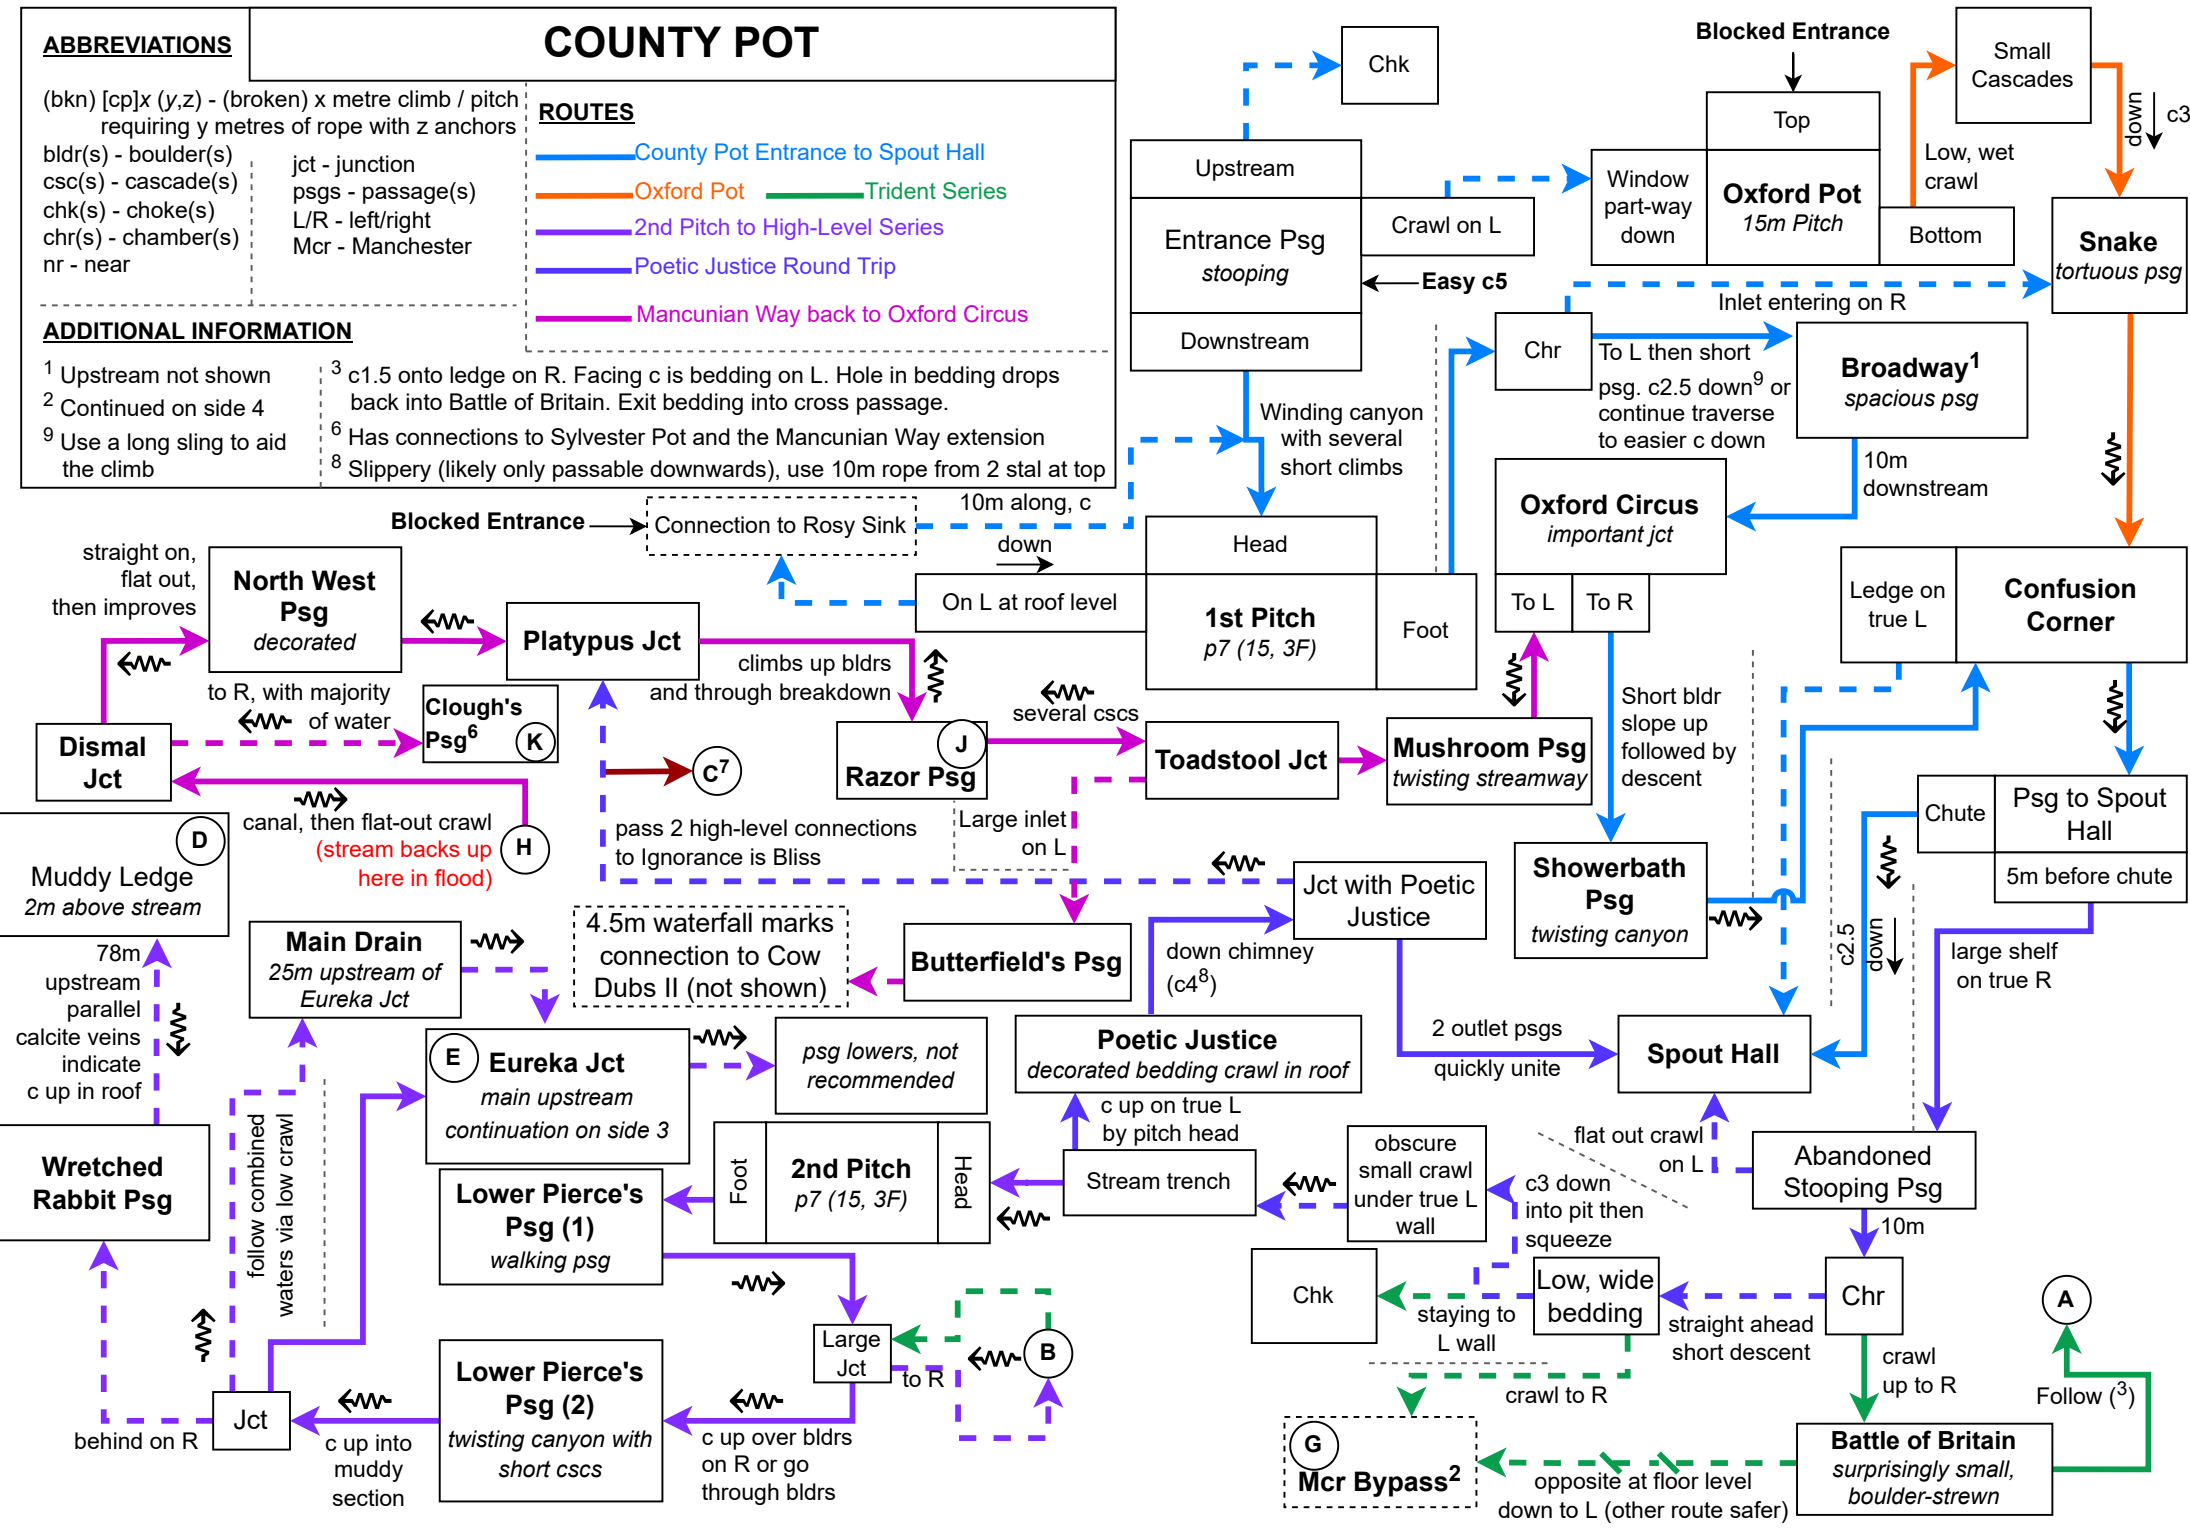 COUNTY POT
ABBREVIATIONS
(bkn) [cp]x (y,z) - (broken) x metre climb / pitch
requiring y metres of rope with z anchors
bldr(s) - boulder(s)
csc(s) - cascade(s)
chk(s) - choke(s)
chr(s) - chamber(s)
nr - near
jct - junction
psgs - passage(s)
L/R - left/right
Mcr - Manchester
ROUTES
County Pot Entrance to Spout Hall
Oxford Pot
Trident Series
2nd Pitch to High-Level Series
Poetic Justice Round Trip
Mancunian Way back to Oxford Circus
ADDITIONAL INFORMATION
1 Upstream not shown
2 Continued on side 4
9 Use a long sling to aid
the climb
3 c1.5 onto ledge on R. Facing c is bedding on L. Hole in bedding drops
back into Battle of Britain. Exit bedding into cross passage.
6 Has connections to Sylvester Pot and the Mancunian Way extension
8 Slippery (likely only passable downwards), use 10m rope from 2 stal at top
Chk
Upstream
Entrance Psg
stooping
Downstream
Crawl on L
Easy c5
Window
part-way
down
Blocked Entrance
Top
Oxford Pot
15m Pitch
Bottom
Low, wet
crawl
Small
Cascades
down
c3
Snake
tortuous psg
Inlet entering on R
Chr
To L then short
psg. c2.5 down9 or
continue traverse
to easier c down
Broadway1
spacious psg
10m
downstream
Winding canyon
with several
short climbs
Oxford Circus
important jct
To L
To R
10m along, c
Blocked Entrance
Connection to Rosy Sink
down
On L at roof level
Head
1st Pitch
p7 (15, 3F)
Foot
Ledge on
true L
Confusion
Corner
straight on,
flat out,
then improves
North West
Psg
decorated
Platypus Jct
climbs up bldrs
and through breakdown
to R, with majority
of water
Clough's
Psg6
K
Dismal
Jct
canal, then flat-out crawl
(stream backs up
here in flood)
H
C7
Razor Psg
J
several cscs
Toadstool Jct
Mushroom Psg
twisting streamway
Short bldr
slope up
followed by
descent
Chute
Psg to Spout
Hall
5m before chute
Large inlet
on L
pass 2 high-level connections
to Ignorance is Bliss
Jct with Poetic
Justice
Showerbath
Psg
twisting canyon
c2.5
down
large shelf
on true R
D
Muddy Ledge
2m above stream
78m
upstream
parallel
calcite veins
indicate
c up in roof
Main Drain
25m upstream of
Eureka Jct
4.5m waterfall marks
connection to Cow
Dubs II (not shown)
Butterfield's Psg
down chimney
(c48)
E
Eureka Jct
main upstream
continuation on side 3
psg lowers, not
recommended
Poetic Justice
decorated bedding crawl in roof
2 outlet psgs
quickly unite
Spout Hall
Wretched
Rabbit Psg
follow combined
waters via low crawl
Lower Pierce's
Psg (1)
walking psg
Foot
2nd Pitch
p7 (15, 3F)
Head
c up on true L
by pitch head
Stream trench
obscure
small crawl
under true L
wall
flat out crawl
on L
Abandoned
Stooping Psg
c3 down
into pit then
squeeze
10m
Chk
staying to
L wall
Low, wide
bedding
straight ahead
short descent
Chr
A
Large
Jct
to R
B
crawl to R
crawl
up to R
Follow (3)
behind on R
Jct
c up into
muddy
section
Lower Pierce's
Psg (2)
twisting canyon with
short cscs
c up over bldrs
on R or go
through bldrs
G
Mcr Bypass2
opposite at floor level
down to L (other route safer)
Battle of Britain
surprisingly small,
boulder-strewn